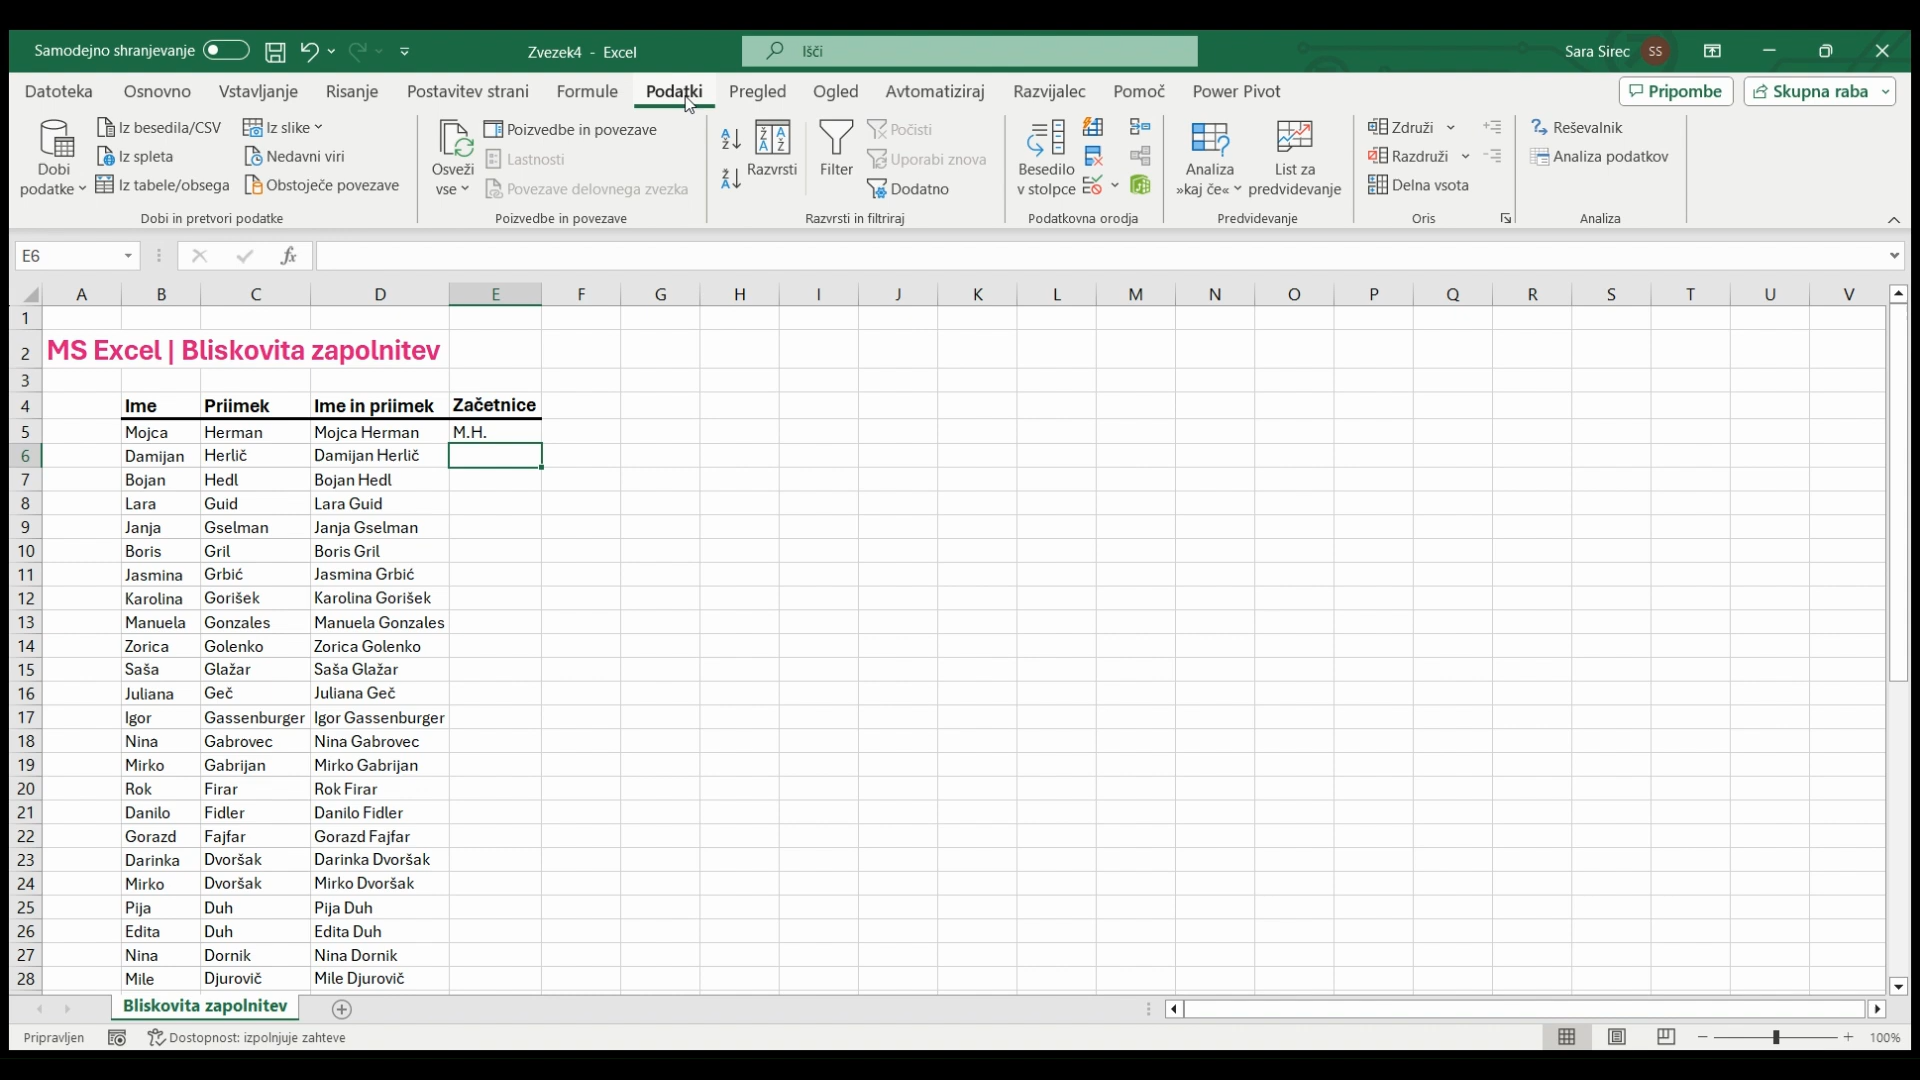 Samodejno shranjevanje
Zvezek4 - Excel
Išči
Sara Sirec SS
Datoteka Osnovno Vstavljanje Risanje Postavitev strani Formule Podatki Pregled Ogled Avtomatiziraj Razvijalec Pomoč Power Pivot
Pripombe Skupna raba
Dobi podatke
Iz besedila/CSV
Iz spleta
Iz tabele/obsega
Iz slike
Nedavni viri
Obstoječe povezave
Dobi in pretvori podatke
Osveži vse
Poizvedbe in povezave
Lastnosti
Povezave delovnega zvezka
Poizvedbe in povezave
Razvrsti
Filter
Počisti
Uporabi znova
Dodatno
Razvrsti in filtriraj
Besedilo v stolpce
Podatkovna orodja
Analiza »kaj če«
List za predvidevanje
Predvidevanje
Združi
Razdruži
Delna vsota
Oris
Reševalnik
Analiza podatkov
Analiza
E6 fx
A B C D E F G H I J K L M N O P Q R S T U V
1
2 MS Excel | Bliskovita zapolnitev
3
4 Ime Priimek Ime in priimek Začetnice
5 Mojca Herman Mojca Herman M.H.
6 Damijan Herlič Damijan Herlič
7 Bojan Hedl Bojan Hedl
8 Lara Guid Lara Guid
9 Janja Gselman Janja Gselman
10 Boris Gril Boris Gril
11 Jasmina Grbić Jasmina Grbić
12 Karolina Gorišek Karolina Gorišek
13 Manuela Gonzales Manuela Gonzales
14 Zorica Golenko Zorica Golenko
15 Saša Glažar Saša Glažar
16 Juliana Geč Juliana Geč
17 Igor Gassenburger Igor Gassenburger
18 Nina Gabrovec Nina Gabrovec
19 Mirko Gabrijan Mirko Gabrijan
20 Rok Firar Rok Firar
21 Danilo Fidler Danilo Fidler
22 Gorazd Fajfar Gorazd Fajfar
23 Darinka Dvoršak Darinka Dvoršak
24 Mirko Dvoršak Mirko Dvoršak
25 Pija Duh Pija Duh
26 Edita Duh Edita Duh
27 Nina Dornik Nina Dornik
28 Mile Djurovič Mile Djurovič
Bliskovita zapolnitev
Pripravljen Dostopnost: izpolnjuje zahteve 100%